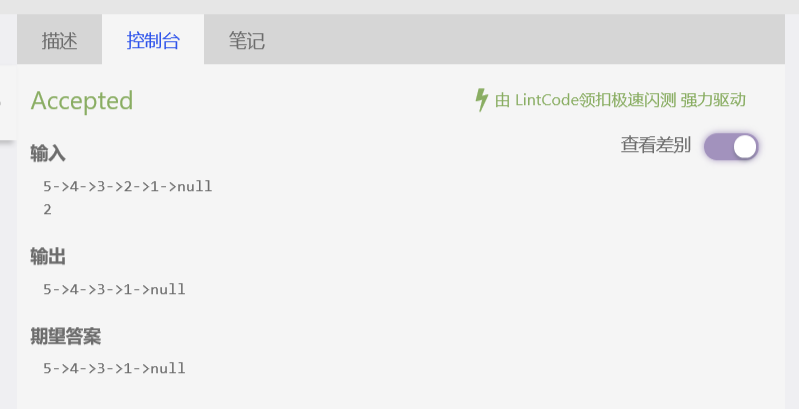 描述 控制台 笔记
Accepted 由 LintCode领扣极速闪测 强力驱动
查看差别
输入
5->4->3->2->1->null
2
输出
5->4->3->1->null
期望答案
5->4->3->1->null